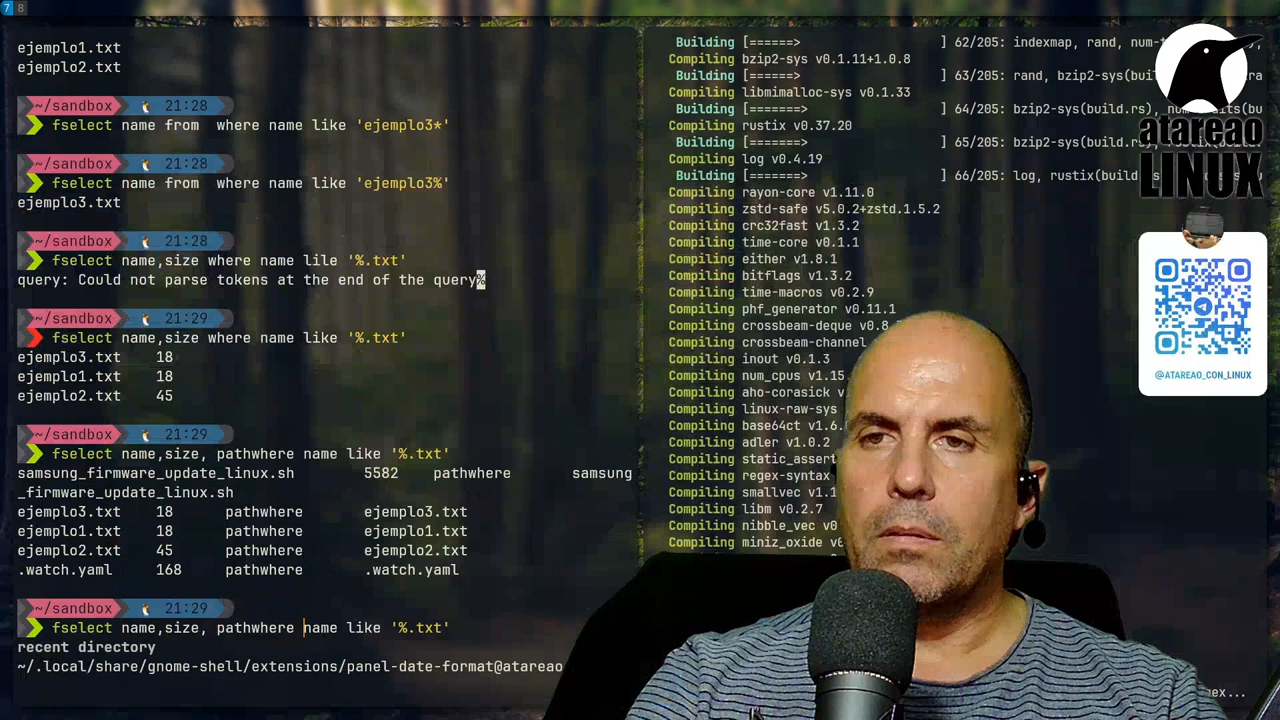 7 8
ejemplo1.txt
ejemplo2.txt
~/sandbox 21:28
fselect name from  where name like 'ejemplo3*'
~/sandbox 21:28
fselect name from  where name like 'ejemplo3%'
ejemplo3.txt
~/sandbox 21:28
fselect name,size where name lile '%.txt'
query: Could not parse tokens at the end of the query%
~/sandbox 21:29
fselect name,size where name like '%.txt'
ejemplo3.txt 18
ejemplo1.txt 18
ejemplo2.txt 45
~/sandbox 21:29
fselect name,size, pathwhere name like '%.txt'
samsung_firmware_update_linux.sh 5582 pathwhere samsung
_firmware_update_linux.sh
ejemplo3.txt 18 pathwhere ejemplo3.txt
ejemplo1.txt 18 pathwhere ejemplo1.txt
ejemplo2.txt 45 pathwhere ejemplo2.txt
.watch.yaml 168 pathwhere .watch.yaml
~/sandbox 21:29
fselect name,size, pathwhere name like '%.txt'
recent directory
~/.local/share/gnome-shell/extensions/panel-date-format@atareao
Building [======> ] 62/205: indexmap, rand,
Compiling bzip2-sys v0.1.11+1.0.8
Building [======> ] 63/205: rand,
Compiling libmimalloc-sys v0.1.33
Building [======> ] 64/205: bzip2-sys(build.rs),
Compiling rustix v0.37.20
Building [======> ] 65/205: bzip2-sys(build.rs),
Compiling log v0.4.19
Building [======> ] 66/205: log,
Compiling rayon-core v1.11.0
Compiling zstd-safe v5.0.2+zstd.1.5.2
Compiling crc32fast v1.3.2
Compiling time-core v0.1.1
Compiling either v1.8.1
Compiling bitflags v1.3.2
Compiling time-macros v0.2.9
Compiling phf_generator v0.11.1
Compiling crossbeam-deque v0.8
Compiling crossbeam-channel
Compiling inout v0.1.3
Compiling num_cpus v1.15
Compiling aho-corasick v
Compiling linux-raw-sys
Compiling base64ct v1.6.
Compiling adler v1.0.2
Compiling static_assert
Compiling regex-syntax
Compiling smallvec v1.1
Compiling libm v0.2.7
Compiling nibble_vec v0
Compiling miniz_oxide v0
atareao
LINUX
@ATAREAO_CON_LINUX